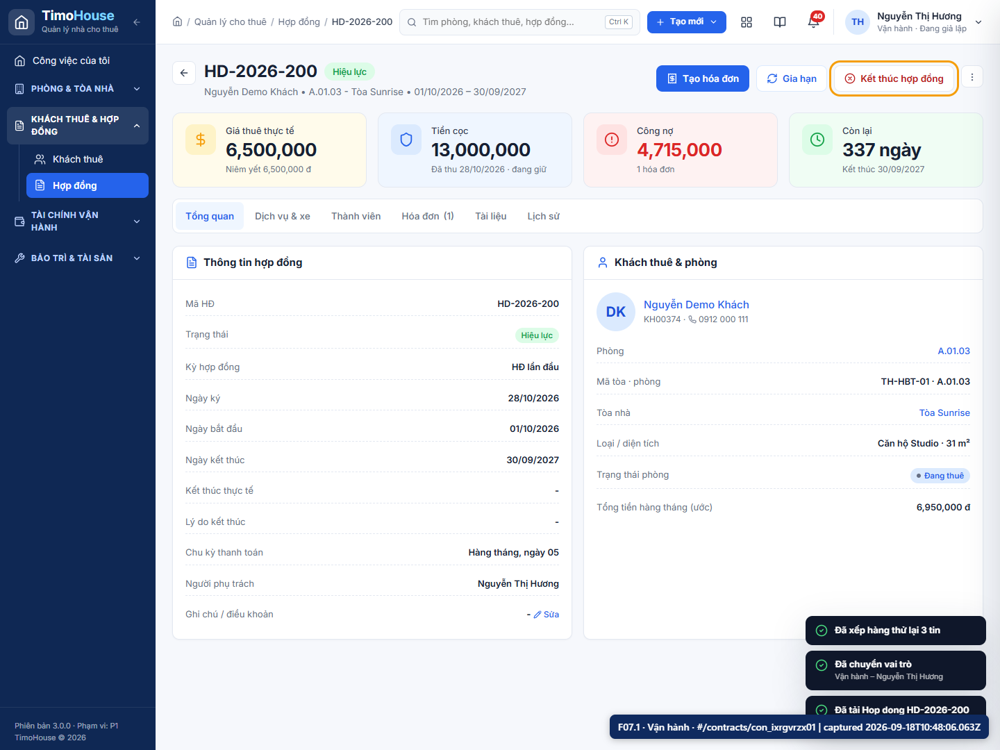 TimoHouse
Quản lý nhà cho thuê
Công việc của tôi
PHÒNG & TÒA NHÀ
KHÁCH THUÊ & HỢP ĐỒNG
Khách thuê
Hợp đồng
TÀI CHÍNH VẬN HÀNH
BẢO TRÌ & TÀI SẢN
Phiên bản 3.0.0 · Phạm vi: P1
TimoHouse © 2026
/ Quản lý cho thuê / Hợp đồng / HD-2026-200
Tìm phòng, khách thuê, hợp đồng...
Ctrl K
Tạo mới
40
TH
Nguyễn Thị Hương
Vận hành · Đang giả lập
HD-2026-200
Hiệu lực
Nguyễn Demo Khách • A.01.03 - Tòa Sunrise • 01/10/2026 – 30/09/2027
Tạo hóa đơn
Gia hạn
Kết thúc hợp đồng
Giá thuê thực tế
6,500,000
Niêm yết 6,500,000 đ
Tiền cọc
13,000,000
Đã thu 28/10/2026 · đang giữ
Công nợ
4,715,000
1 hóa đơn
Còn lại
337 ngày
Kết thúc 30/09/2027
Tổng quan
Dịch vụ & xe
Thành viên
Hóa đơn (1)
Tài liệu
Lịch sử
Thông tin hợp đồng
Mã HĐ
HD-2026-200
Trạng thái
Hiệu lực
Kỳ hợp đồng
HĐ lần đầu
Ngày ký
28/10/2026
Ngày bắt đầu
01/10/2026
Ngày kết thúc
30/09/2027
Kết thúc thực tế
-
Lý do kết thúc
-
Chu kỳ thanh toán
Hàng tháng, ngày 05
Người phụ trách
Nguyễn Thị Hương
Ghi chú / điều khoản
- Sửa
Khách thuê & phòng
DK
Nguyễn Demo Khách
KH00374 · 0912 000 111
Phòng
A.01.03
Mã tòa · phòng
TH-HBT-01 · A.01.03
Tòa nhà
Tòa Sunrise
Loại / diện tích
Căn hộ Studio · 31 m²
Trạng thái phòng
Đang thuê
Tổng tiền hàng tháng (ước)
6,950,000 đ
Đã xếp hàng thử lại 3 tin
Đã chuyển vai trò
Vận hành – Nguyễn Thị Hương
Đã tải Hop dong HD-2026-200
F07.1 · Vận hành · #/contracts/con_ixrgvrzx01 | captured 2026-09-18T10:48:06.063Z